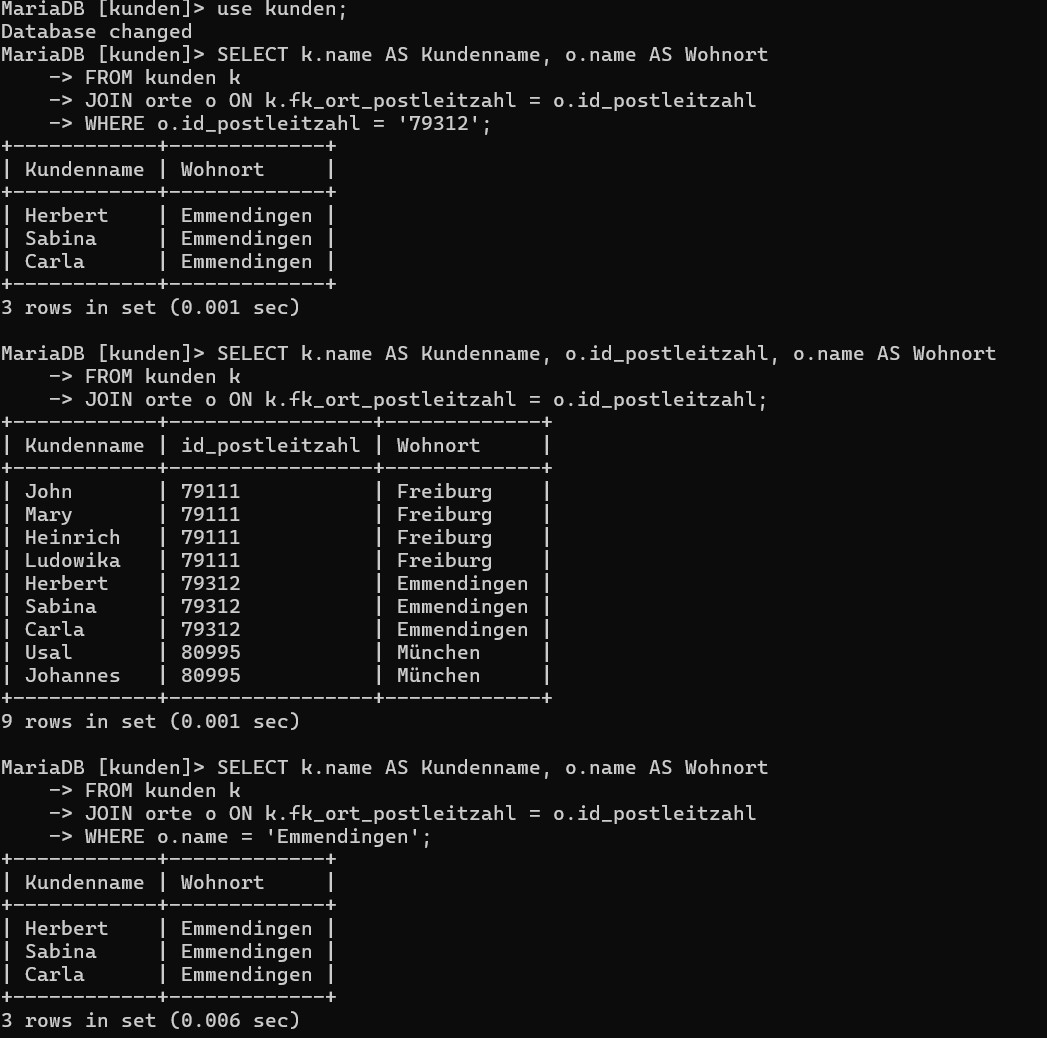 MariaDB [kunden]> use kunden;
Database changed
MariaDB [kunden]> SELECT k.name AS Kundenname, o.name AS Wohnort
    -> FROM kunden k
    -> JOIN orte o ON k.fk_ort_postleitzahl = o.id_postleitzahl
    -> WHERE o.id_postleitzahl = '79312';
+------------+-------------+
| Kundenname | Wohnort     |
+------------+-------------+
| Herbert    | Emmendingen |
| Sabina     | Emmendingen |
| Carla      | Emmendingen |
+------------+-------------+
3 rows in set (0.001 sec)

MariaDB [kunden]> SELECT k.name AS Kundenname, o.id_postleitzahl, o.name AS Wohnort
    -> FROM kunden k
    -> JOIN orte o ON k.fk_ort_postleitzahl = o.id_postleitzahl;
+------------+-----------------+-------------+
| Kundenname | id_postleitzahl | Wohnort     |
+------------+-----------------+-------------+
| John       | 79111           | Freiburg    |
| Mary       | 79111           | Freiburg    |
| Heinrich   | 79111           | Freiburg    |
| Ludowika   | 79111           | Freiburg    |
| Herbert    | 79312           | Emmendingen |
| Sabina     | 79312           | Emmendingen |
| Carla      | 79312           | Emmendingen |
| Usal       | 80995           | München     |
| Johannes   | 80995           | München     |
+------------+-----------------+-------------+
9 rows in set (0.001 sec)

MariaDB [kunden]> SELECT k.name AS Kundenname, o.name AS Wohnort
    -> FROM kunden k
    -> JOIN orte o ON k.fk_ort_postleitzahl = o.id_postleitzahl
    -> WHERE o.name = 'Emmendingen';
+------------+-------------+
| Kundenname | Wohnort     |
+------------+-------------+
| Herbert    | Emmendingen |
| Sabina     | Emmendingen |
| Carla      | Emmendingen |
+------------+-------------+
3 rows in set (0.006 sec)